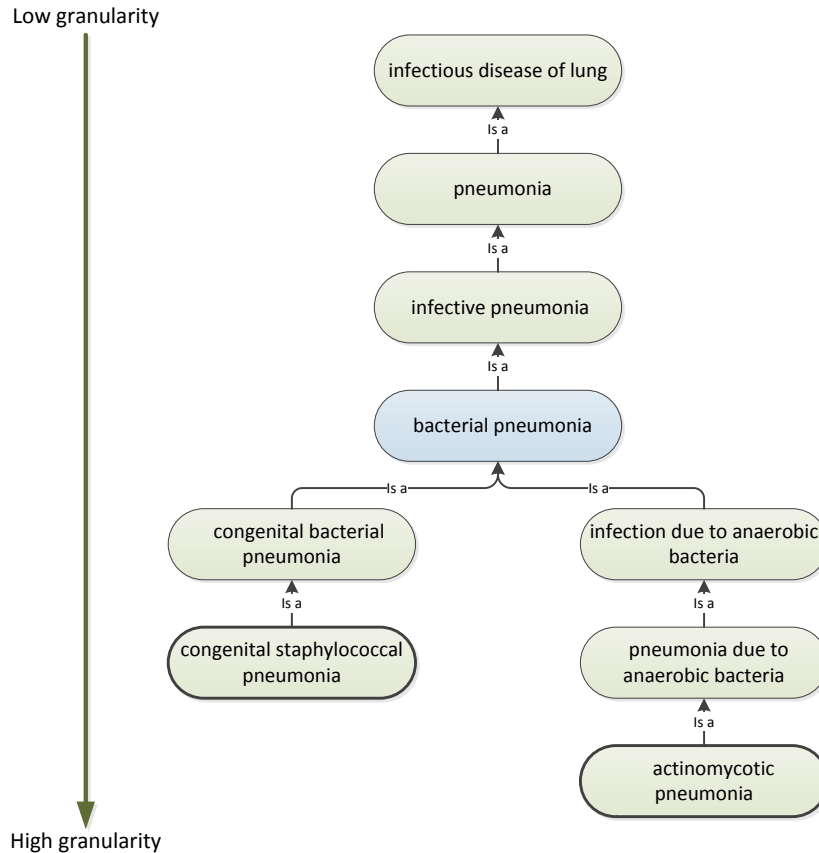 Low granularity
infectious disease of lung
Is a
pneumonia
Is a
infective pneumonia
Is a
bacterial pneumonia
Is a
Is a
congenital bacterial
pneumonia
infection due to anaerobic
bacteria
Is a
Is a
congenital staphylococcal
pneumonia
pneumonia due to
anaerobic bacteria
Is a
actinomycotic
pneumonia
High granularity